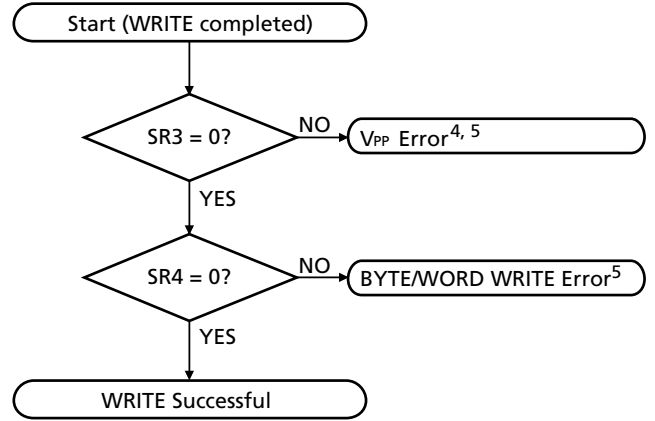 Start (WRITE completed)
SR3 = 0?
NO
VPP Error4, 5
YES
SR4 = 0?
NO
BYTE/WORD WRITE Error5
YES
WRITE Successful